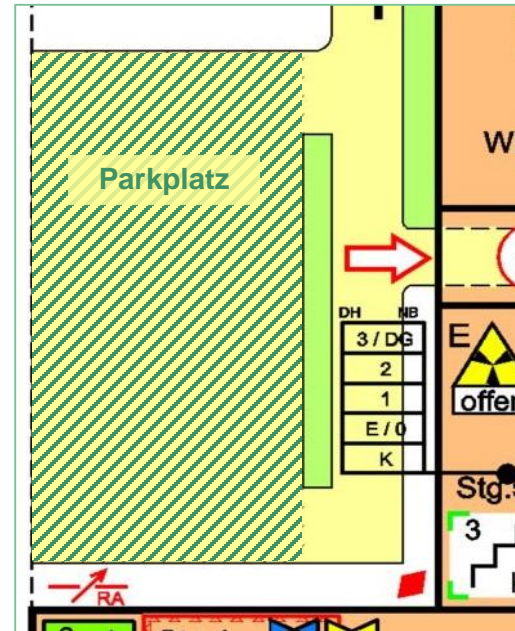 Parkplatz
W
DH NB
3 / DG
2
1
E / 0
K
E
offen
Stg.
3
RA